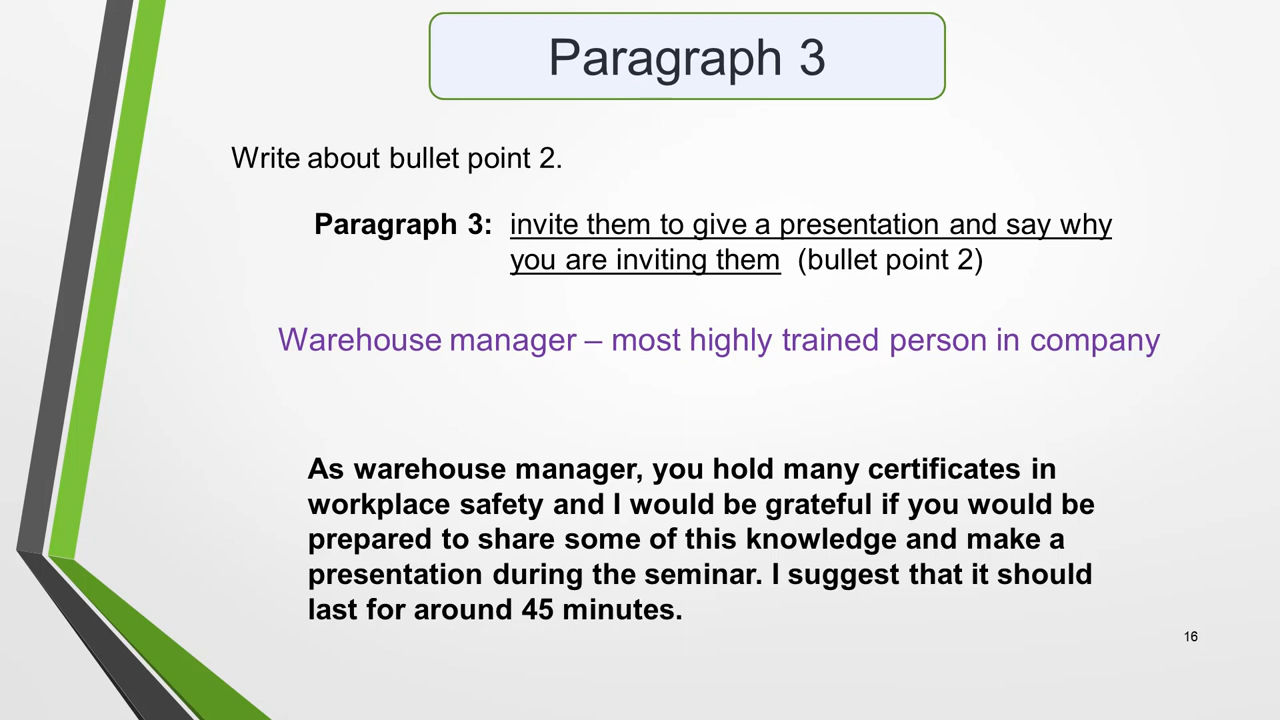 Paragraph 3
Write about bullet point 2.
Paragraph 3: invite them to give a presentation and say why
you are inviting them (bullet point 2)
Warehouse manager – most highly trained person in company
As warehouse manager, you hold many certificates in
workplace safety and I would be grateful if you would be
prepared to share some of this knowledge and make a
presentation during the seminar. I suggest that it should
last for around 45 minutes.
16